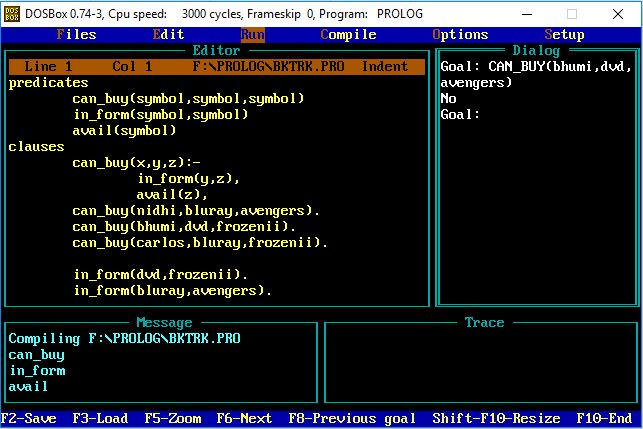 DOSBox 0.74-3, Cpu speed: 3000 cycles, Frameskip 0, Program: PROLOG
Files Edit Run Compile Options Setup
Editor
Line 1 Col 1 F:\PROLOG\BKTRK.PRO Indent
predicates
can_buy(symbol,symbol,symbol)
in_form(symbol,symbol)
avail(symbol)
clauses
can_buy(x,y,z):-
in_form(y,z),
avail(z),
can_buy(nidhi,bluray,avengers).
can_buy(bhumi,dvd,frozenii).
can_buy(carlos,bluray,frozenii).
in_form(dvd,frozenii).
in_form(bluray,avengers).
Dialog
Goal: CAN_BUY(bhumi,dvd,
avengers)
No
Goal:
Message
Compiling F:\PROLOG\BKTRK.PRO
can_buy
in_form
avail
Trace
F2-Save F3-Load F5-Zoom F6-Next F8-Previous goal Shift-F10-Resize F10-End